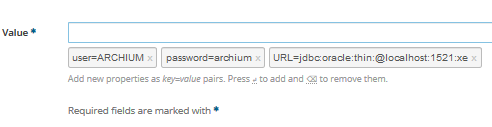 Value *
user=ARCHIUM × password=archium × URL=jdbc:oracle:thin:@localhost:1521:xe ×
Add new properties as key=value pairs. Press ↵ to add and ⌫ to remove them.
Required fields are marked with *